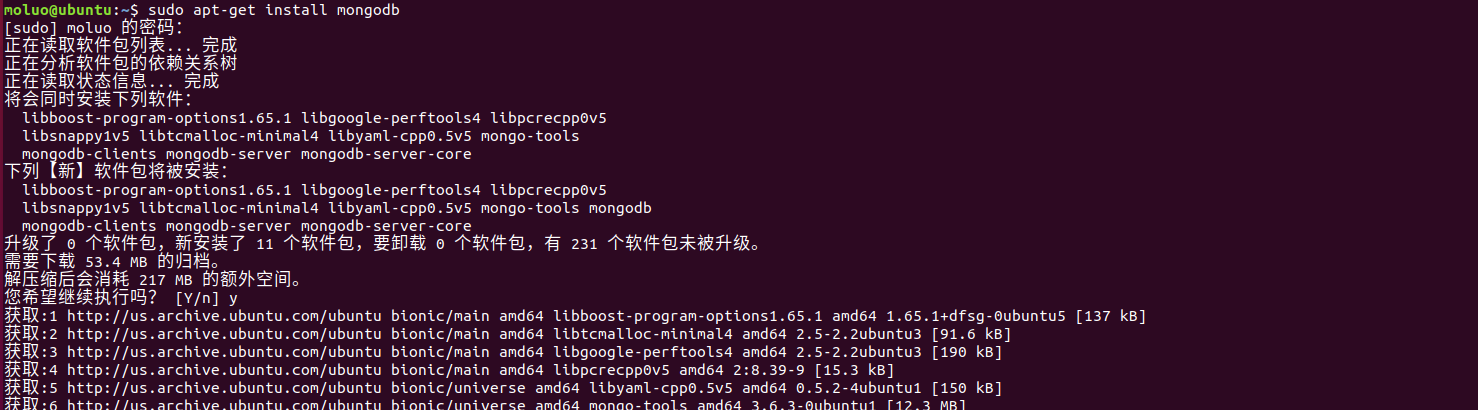 moluo@ubuntu:~$ sudo apt-get install mongodb
[sudo] moluo 的密码：
正在读取软件包列表... 完成
正在分析软件包的依赖关系树
正在读取状态信息... 完成
将会同时安装下列软件：
  libboost-program-options1.65.1 libgoogle-perftools4 libpcrecpp0v5
  libsnappy1v5 libtcmalloc-minimal4 libyaml-cpp0.5v5 mongo-tools
  mongodb-clients mongodb-server mongodb-server-core
下列【新】软件包将被安装：
  libboost-program-options1.65.1 libgoogle-perftools4 libpcrecpp0v5
  libsnappy1v5 libtcmalloc-minimal4 libyaml-cpp0.5v5 mongo-tools mongodb
  mongodb-clients mongodb-server mongodb-server-core
升级了 0 个软件包，新安装了 11 个软件包，要卸载 0 个软件包，有 231 个软件包未被升级。
需要下载 53.4 MB 的归档。
解压缩后会消耗 217 MB 的额外空间。
您希望继续执行吗？ [Y/n] y
获取:1 http://us.archive.ubuntu.com/ubuntu bionic/main amd64 libboost-program-options1.65.1 amd64 1.65.1+dfsg-0ubuntu5 [137 kB]
获取:2 http://us.archive.ubuntu.com/ubuntu bionic/main amd64 libtcmalloc-minimal4 amd64 2.5-2.2ubuntu3 [91.6 kB]
获取:3 http://us.archive.ubuntu.com/ubuntu bionic/main amd64 libgoogle-perftools4 amd64 2.5-2.2ubuntu3 [190 kB]
获取:4 http://us.archive.ubuntu.com/ubuntu bionic/main amd64 libpcrecpp0v5 amd64 2:8.39-9 [15.3 kB]
获取:5 http://us.archive.ubuntu.com/ubuntu bionic/universe amd64 libyaml-cpp0.5v5 amd64 0.5.2-4ubuntu1 [150 kB]
获取:6 http://us.archive.ubuntu.com/ubuntu bionic/universe amd64 mongo-tools amd64 3.6.3-0ubuntu1 [12.3 MB]